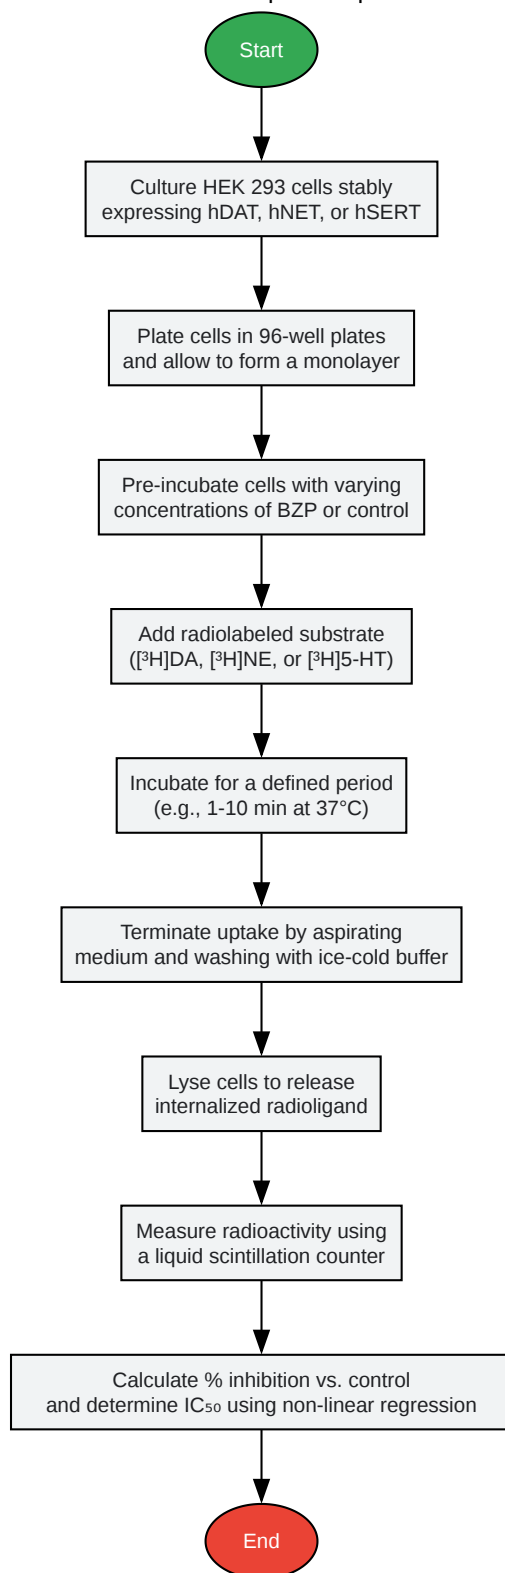 Start
Culture HEK 293 cells stably
expressing hDAT, hNET, or hSERT
Plate cells in 96-well plates
and allow to form a monolayer
Pre-incubate cells with varying
concentrations of BZP or control
Add radiolabeled substrate
([³H]DA, [³H]NE, or [³H]5-HT)
Incubate for a defined period
(e.g., 1-10 min at 37°C)
Terminate uptake by aspirating
medium and washing with ice-cold buffer
Lyse cells to release
internalized radioligand
Measure radioactivity using
a liquid scintillation counter
Calculate % inhibition vs. control
and determine IC₅₀ using non-linear regression
End